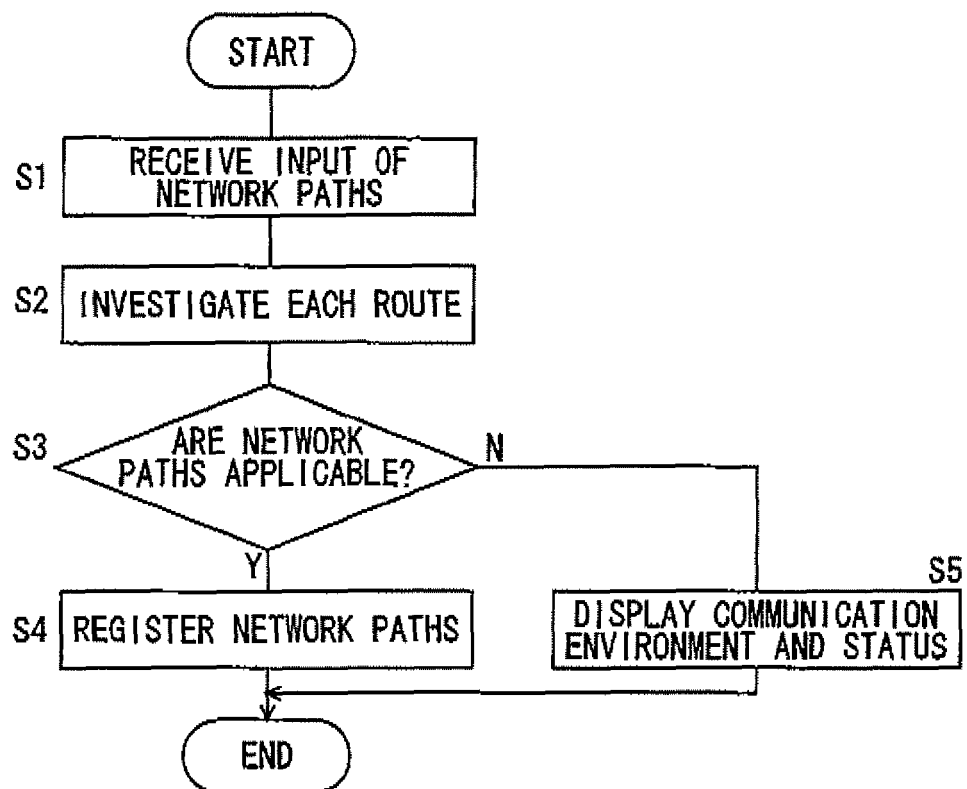 START
S1
RECEIVE INPUT OF
NETWORK PATHS
S2
INVESTIGATE EACH ROUTE
S3
ARE NETWORK
PATHS APPLICABLE?
N
Y
S4
REGISTER NETWORK PATHS
S5
DISPLAY COMMUNICATION
ENVIRONMENT AND STATUS
END